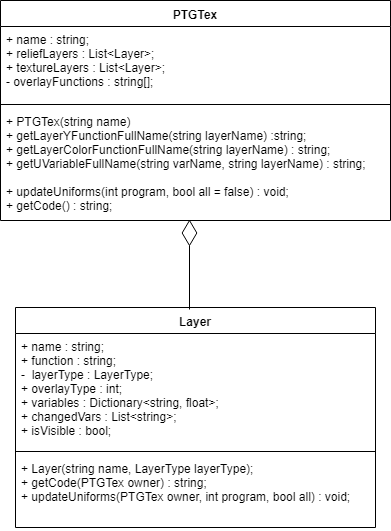 PTGTex
+ name : string;
+ reliefLayers : List<Layer>;
+ textureLayers : List<Layer>;
- overlayFunctions : string[];
+ PTGTex(string name)
+ getLayerYFunctionFullName(string layerName) :string;
+ getLayerColorFunctionFullName(string layerName) : string;
+ getUVariableFullName(string varName, string layerName) : string;
+ updateUniforms(int program, bool all = false) : void;
+ getCode() : string;
Layer
+ name : string;
+ function : string;
- layerType : LayerType;
+ overlayType : int;
+ variables : Dictionary<string, float>;
+ changedVars : List<string>;
+ isVisible : bool;
+ Layer(string name, LayerType layerType);
+ getCode(PTGTex owner) : string;
+ updateUniforms(PTGTex owner, int program, bool all) : void;